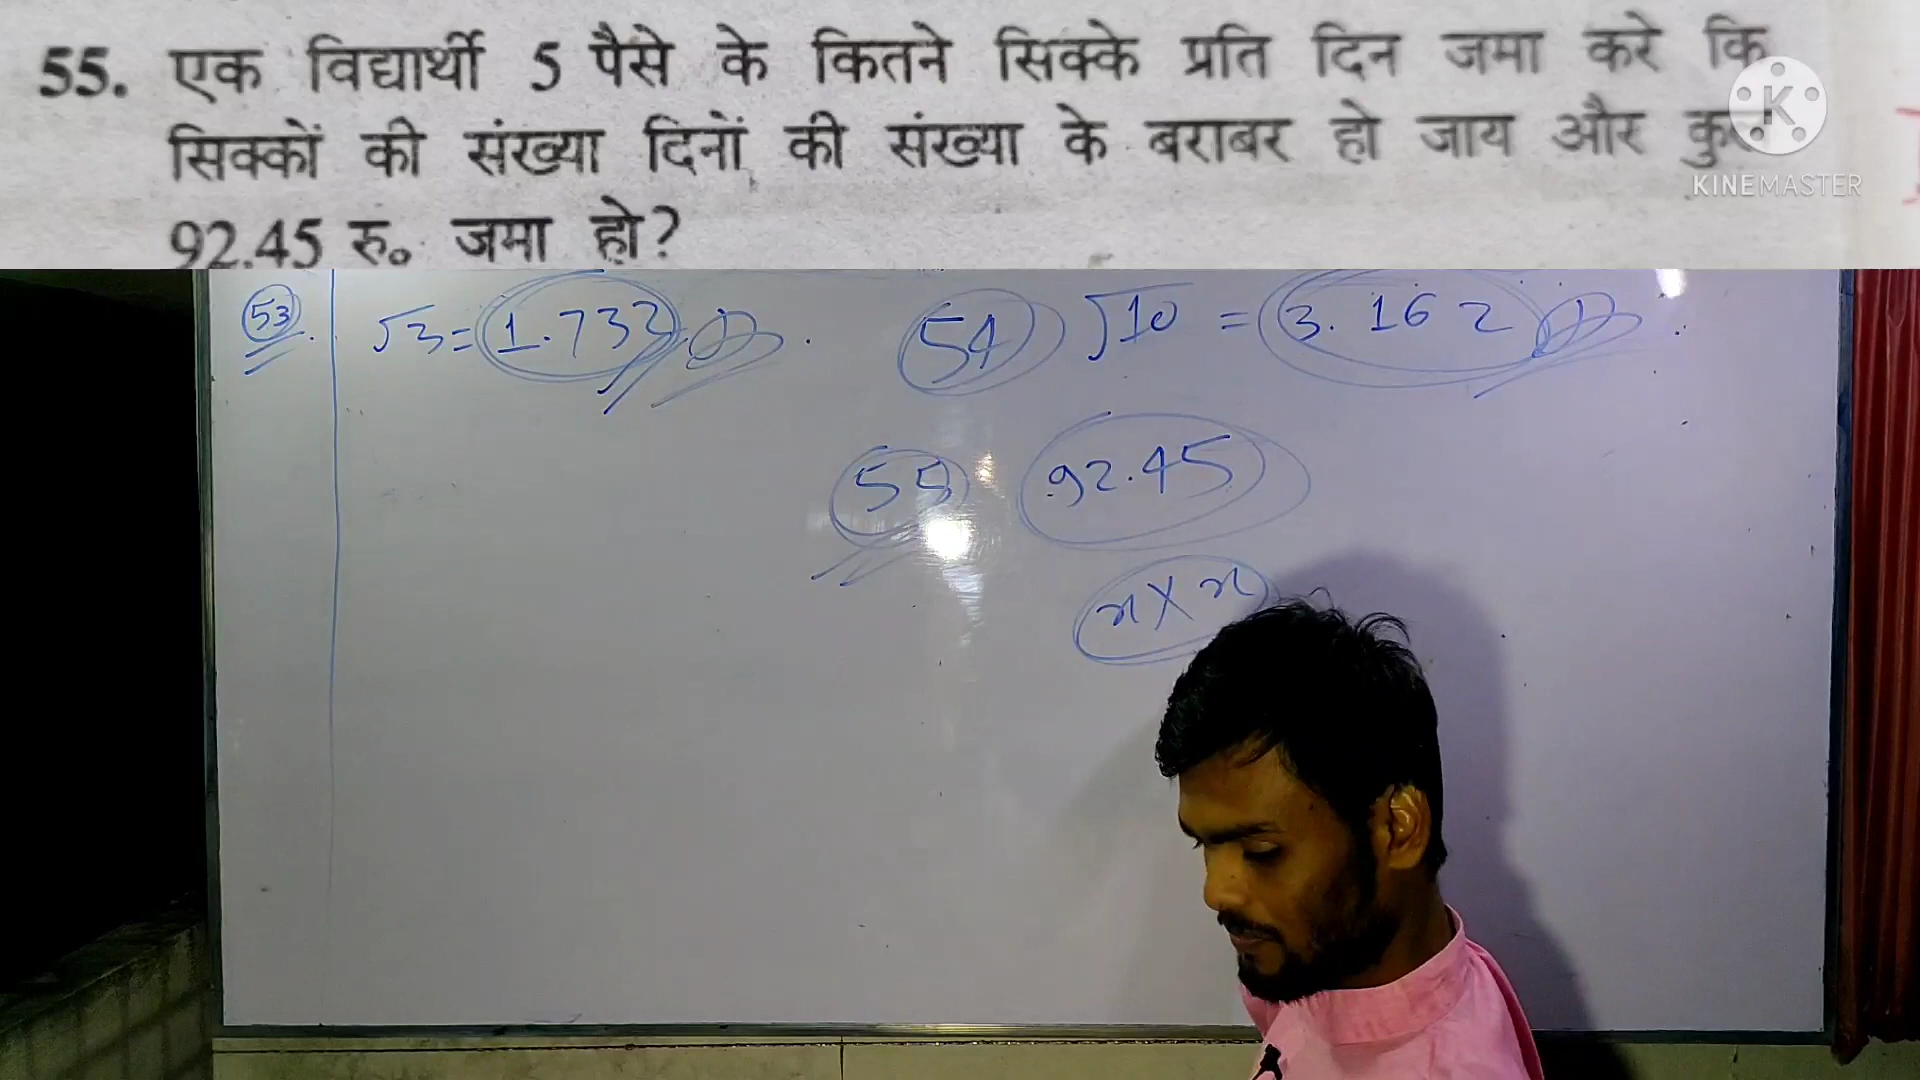 55. एक विद्यार्थी 5 पैसे के कितने सिक्के प्रति दिन जमा करे कि
सिक्कों की संख्या दिनों की संख्या के बराबर हो जाय और
92.45 रु० जमा हो?
KINEMASTER
53. √3 = 1.732
54 √10 = 3.162
55 92.45
x X x